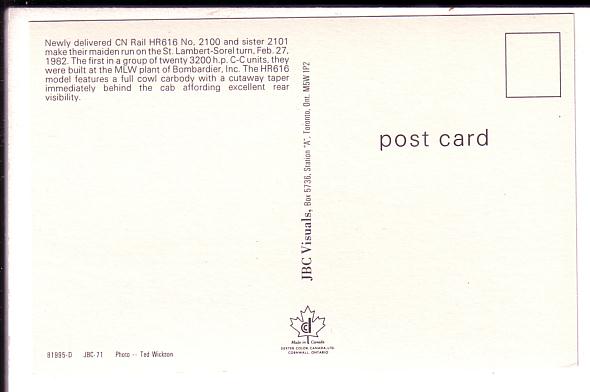 Newly delivered CN Rail HR616 No. 2100 and sister 2101
make their maiden run on the St. Lambert-Sorel turn, Feb. 27,
1982. The first in a group of twenty 3200 h.p. C-C units, they
were built at the MLW plant of Bombardier, Inc. The HR616
model features a full cowl carbody with a cutaway taper
immediately behind the cab affording excellent rear
visibility.
JBC Visuals, Box 5736, Station "A", Toronto, Ont. M5W 1P2
post card
Made in Canada
DEXTER COLOR CANADA, LTD.
CORNWALL, ONTARIO
81995-D JBC-71 Photo -- Ted Wickson